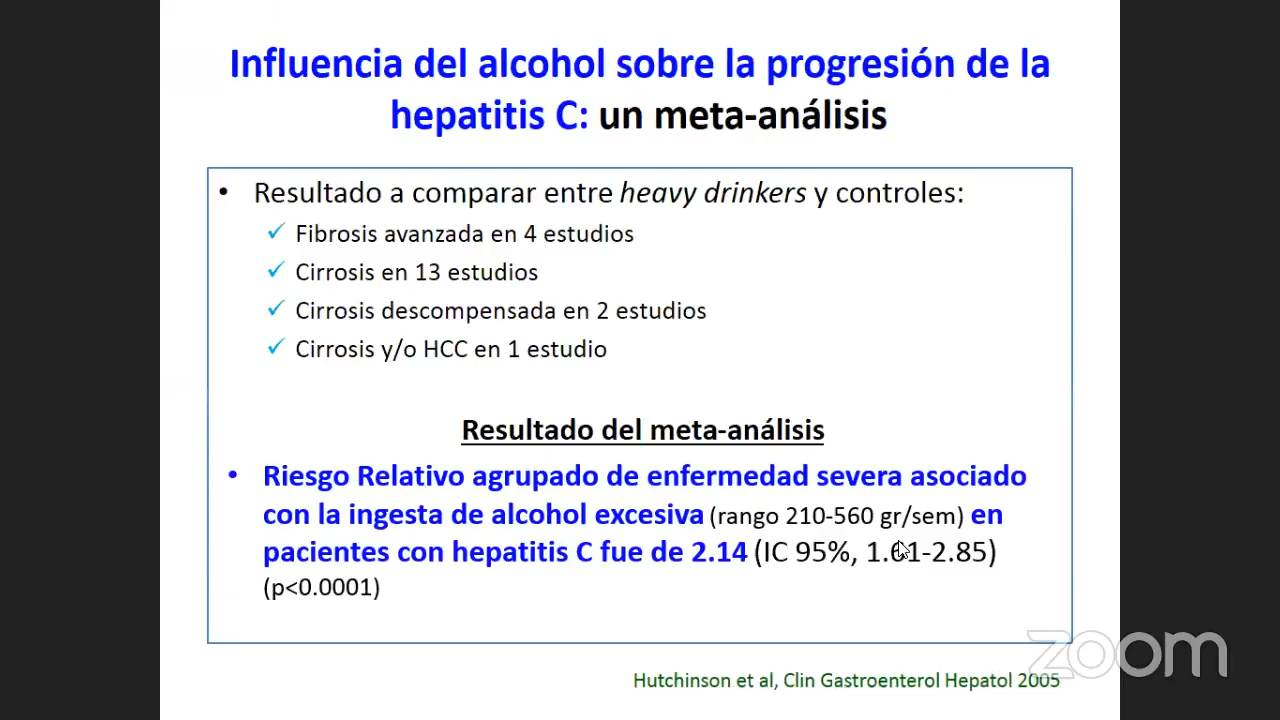 Influencia del alcohol sobre la progresión de la
hepatitis C: un meta-análisis
• Resultado a comparar entre heavy drinkers y controles:
✓ Fibrosis avanzada en 4 estudios
✓ Cirrosis en 13 estudios
✓ Cirrosis descompensada en 2 estudios
✓ Cirrosis y/o HCC en 1 estudio
Resultado del meta-análisis
• Riesgo Relativo agrupado de enfermedad severa asociado
con la ingesta de alcohol excesiva (rango 210-560 gr/sem) en
pacientes con hepatitis C fue de 2.14 (IC 95%, 1.61-2.85)
(p<0.0001)
zoom
Hutchinson et al, Clin Gastroenterol Hepatol 2005